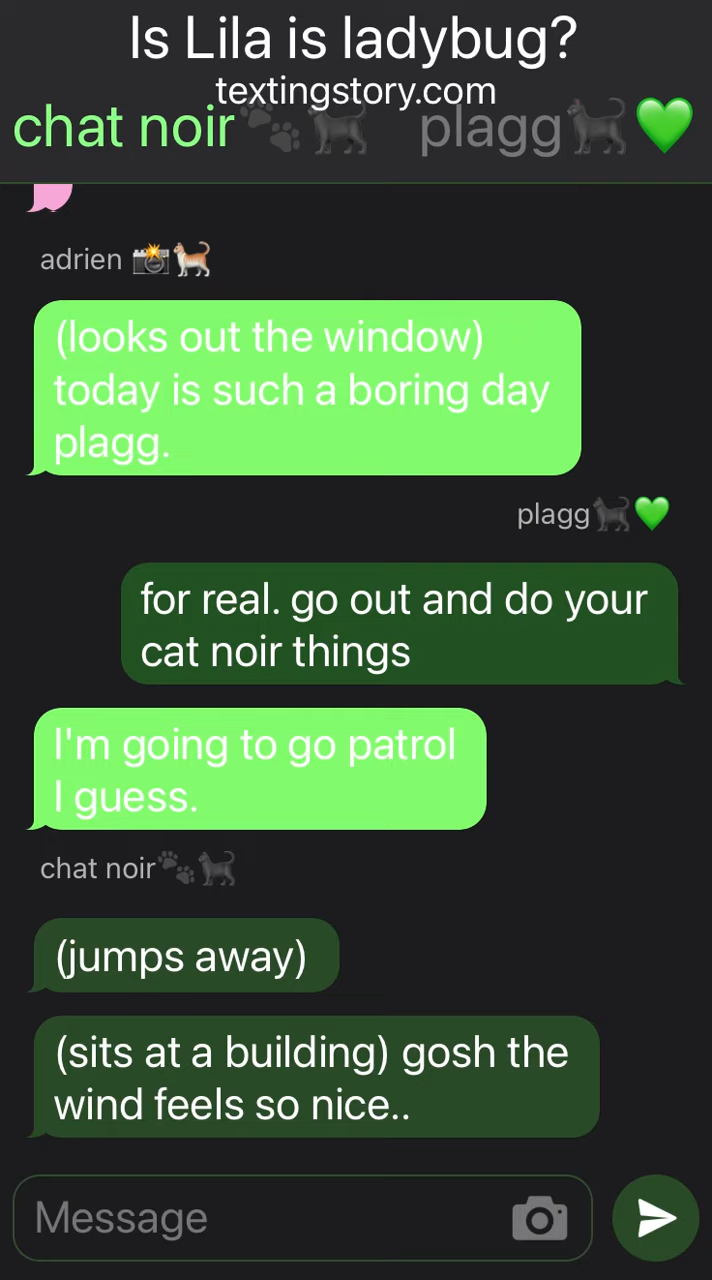 Is Lila is ladybug?
textingstory.com
chat noir🐾🐈‍⬛ plagg🐈‍⬛💚
adrien 📸🐈
(looks out the window)
today is such a boring day
plagg.
plagg🐈‍⬛💚
for real. go out and do your
cat noir things
I'm going to go patrol
I guess.
chat noir🐾🐈‍⬛
(jumps away)
(sits at a building) gosh the
wind feels so nice..
Message